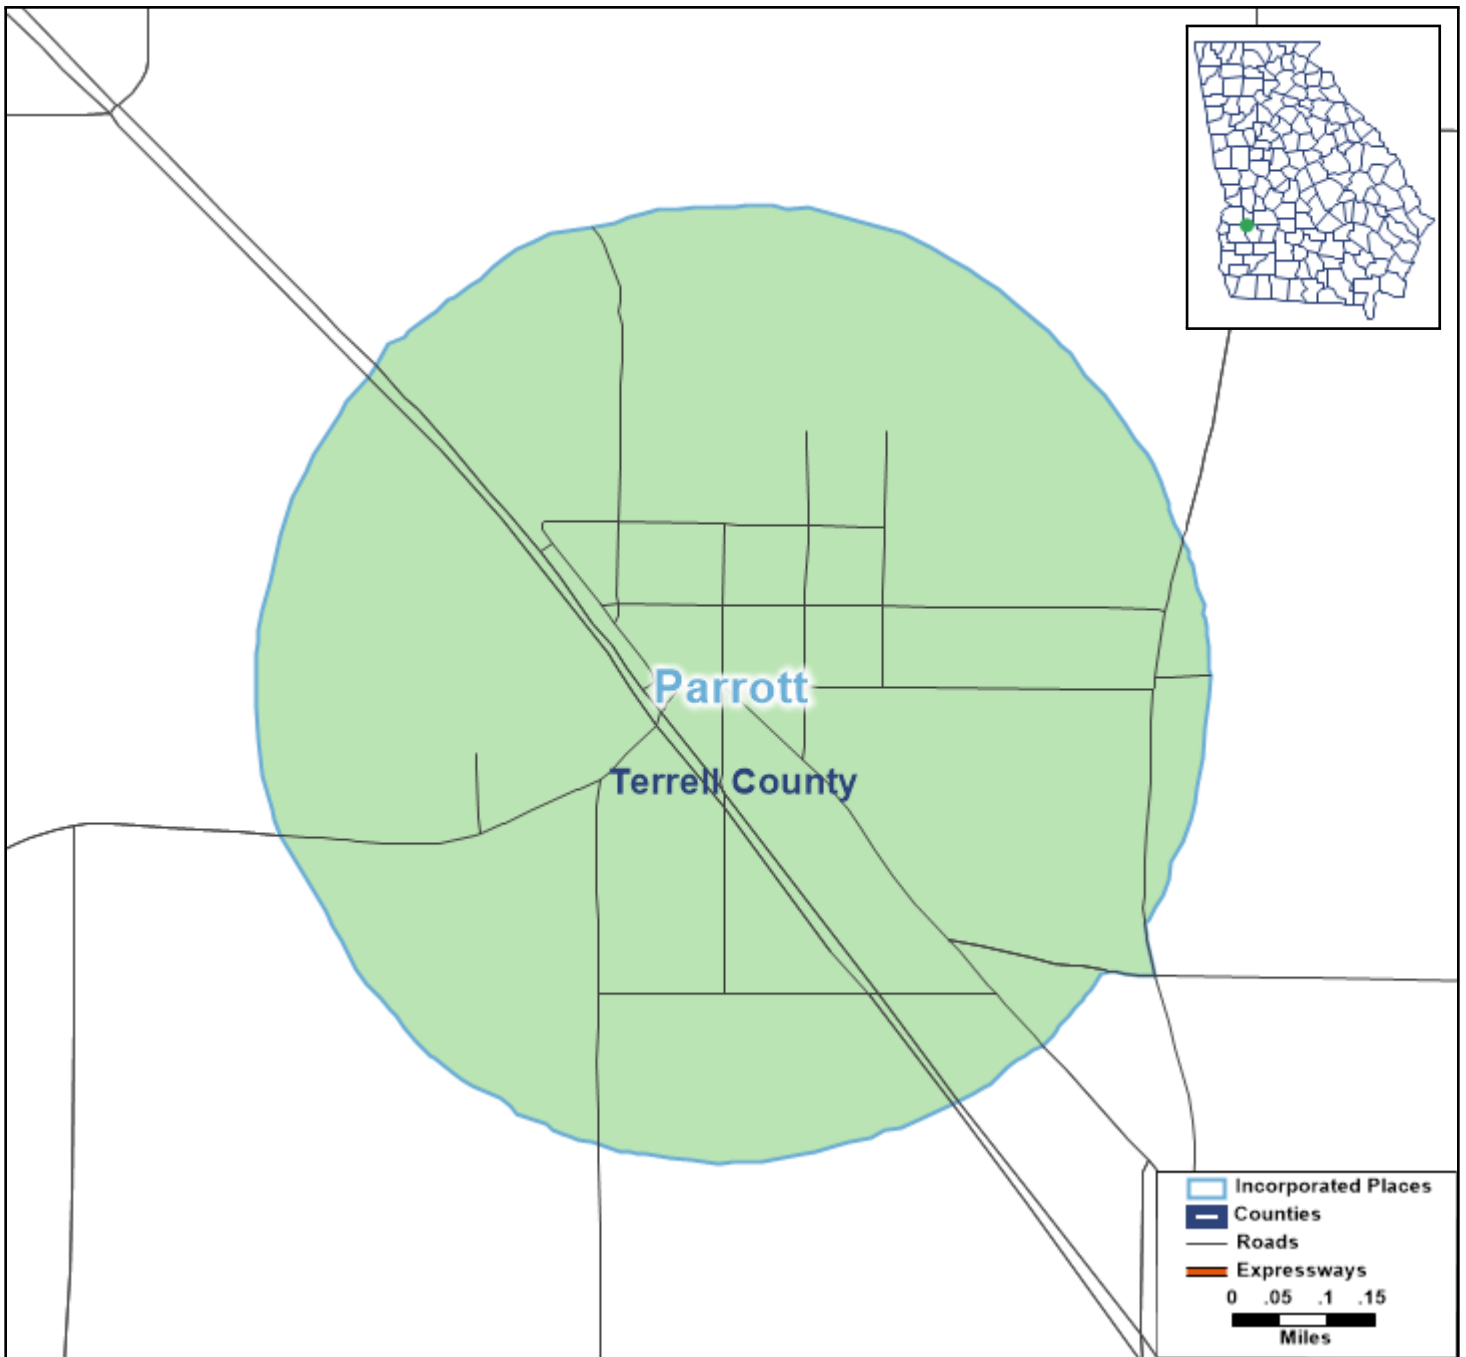 Parrott
Terrell County
Incorporated Places
Counties
Roads
Expressways
0 .05 .1 .15
Miles